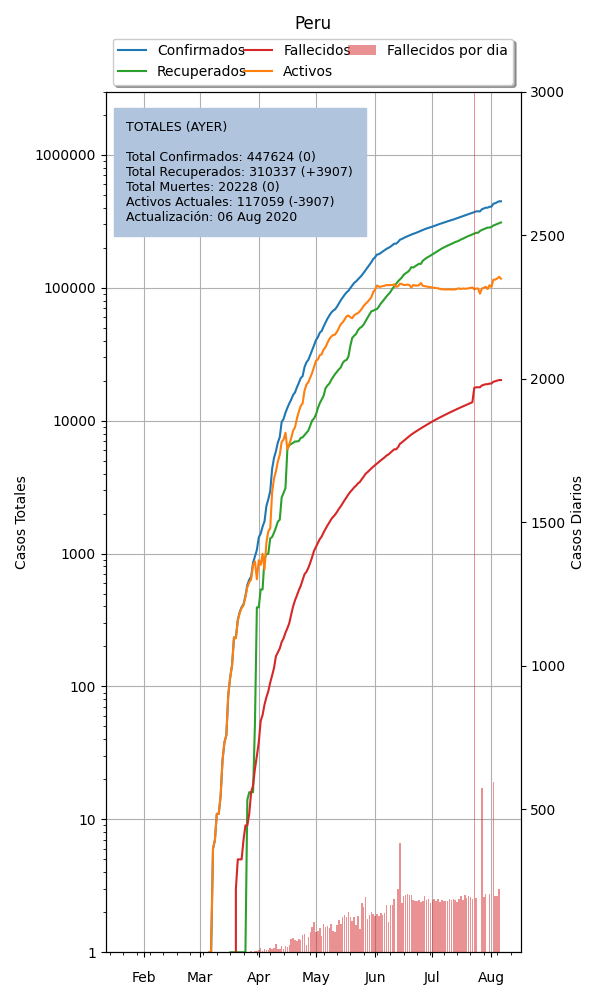 Peru
Confirmados
Recuperados
Fallecidos
Activos
Fallecidos por dia
TOTALES (AYER)
Total Confirmados: 447624 (0)
Total Recuperados: 310337 (+3907)
Total Muertes: 20228 (0)
Activos Actuales: 117059 (-3907)
Actualización: 06 Aug 2020
Casos Totales
1000000
100000
10000
1000
100
10
1
Casos Diarios
3000
2500
2000
1500
1000
500
Feb Mar Apr May Jun Jul Aug